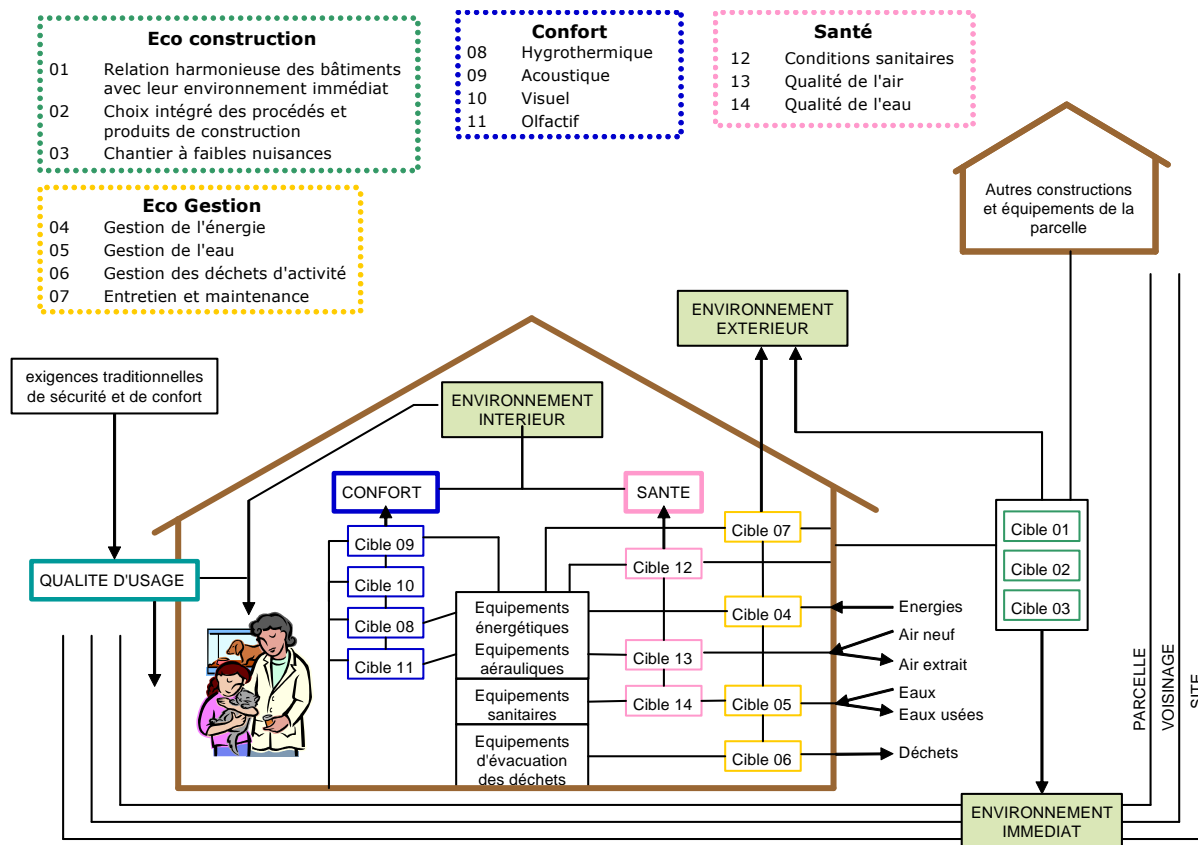 Eco construction
01 Relation harmonieuse des bâtiments
avec leur environnement immédiat
02 Choix intégré des procédés et
produits de construction
03 Chantier à faibles nuisances
Confort
08 Hygrothermique
09 Acoustique
10 Visuel
11 Olfactif
Santé
12 Conditions sanitaires
13 Qualité de l'air
14 Qualité de l'eau
Eco Gestion
04 Gestion de l'énergie
05 Gestion de l'eau
06 Gestion des déchets d'activité
07 Entretien et maintenance
Autres constructions
et équipements de la
parcelle
ENVIRONNEMENT
EXTERIEUR
exigences traditionnelles
de sécurité et de confort
ENVIRONNEMENT
INTERIEUR
CONFORT
SANTE
QUALITE D'USAGE
Cible 09
Cible 10
Cible 08
Cible 11
Equipements
énergétiques
Equipements
aérauliques
Equipements
sanitaires
Equipements
d'évacuation
des déchets
Cible 12
Cible 13
Cible 14
Cible 07
Cible 04
Cible 05
Cible 06
Energies
Air neuf
Air extrait
Eaux
Eaux usées
Déchets
Cible 01
Cible 02
Cible 03
PARCELLE
VOISINAGE
SITE
ENVIRONNEMENT
IMMEDIAT